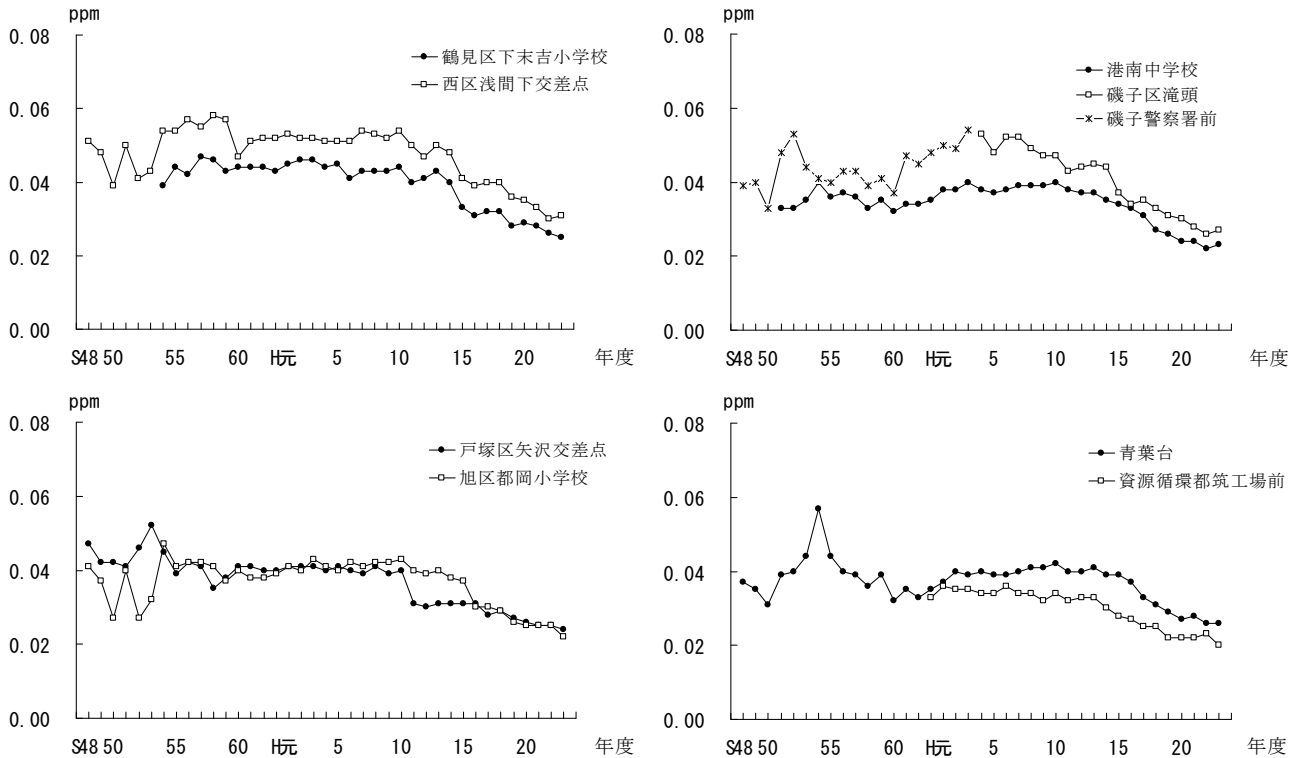 ppm
0.08
0.06
0.04
0.02
0.00
鶴見区下末吉小学校
西区浅間下交差点
S48 50 55 60 H元 5 10 15 20 年度
ppm
0.08
0.06
0.04
0.02
0.00
港南中学校
磯子区滝頭
磯子警察署前
S48 50 55 60 H元 5 10 15 20 年度
ppm
0.08
0.06
0.04
0.02
0.00
戸塚区矢沢交差点
旭区都岡小学校
S48 50 55 60 H元 5 10 15 20 年度
ppm
0.08
0.06
0.04
0.02
0.00
青葉台
資源循環都筑工場前
S48 50 55 60 H元 5 10 15 20 年度